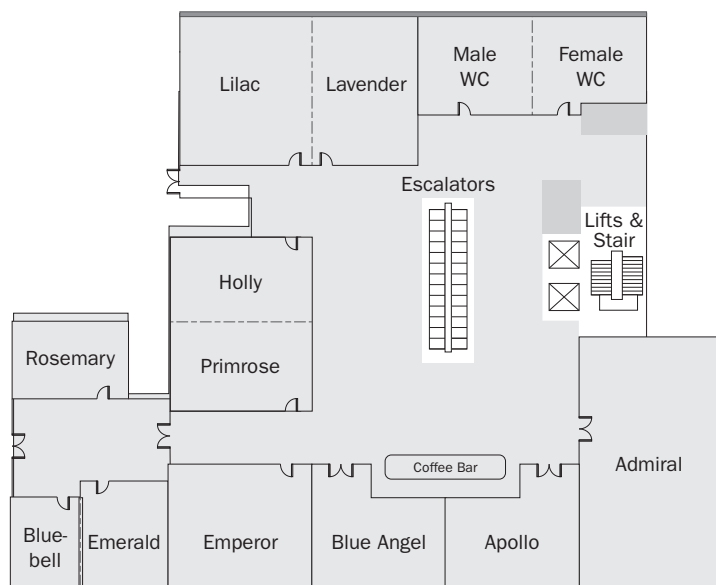 Male
WC
Female
WC
Lilac
Lavender
Escalators
Lifts &
Stair
Holly
Rosemary
Primrose
Coffee Bar
Admiral
Blue-
bell
Emerald
Emperor
Blue Angel
Apollo